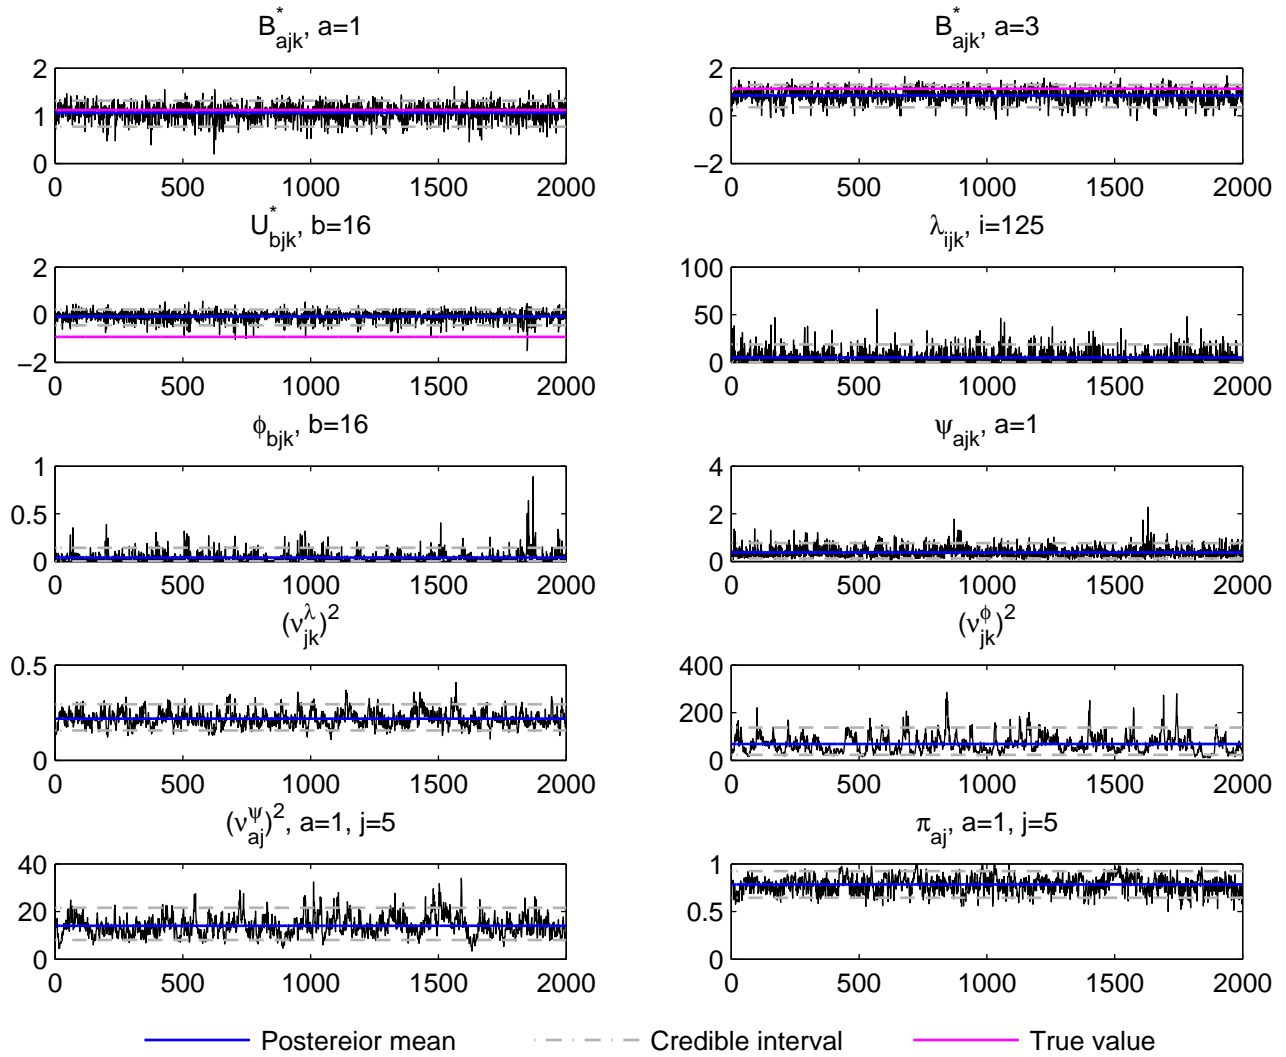 B*ajk, a=1
B*ajk, a=3
2
1
0
0 500 1000 1500 2000
2
0
−2
0 500 1000 1500 2000
U*bjk, b=16
λijk, i=125
2
0
−2
0 500 1000 1500 2000
100
50
0
0 500 1000 1500 2000
ϕbjk, b=16
ψajk, a=1
1
0.5
0
0 500 1000 1500 2000
4
2
0
0 500 1000 1500 2000
(νλjk)2
(νϕjk)2
0.5
0
0 500 1000 1500 2000
400
200
0
0 500 1000 1500 2000
(νψaj)2, a=1, j=5
πaj, a=1, j=5
40
20
0
0 500 1000 1500 2000
1
0.5
0
0 500 1000 1500 2000
Postereior mean Credible interval True value